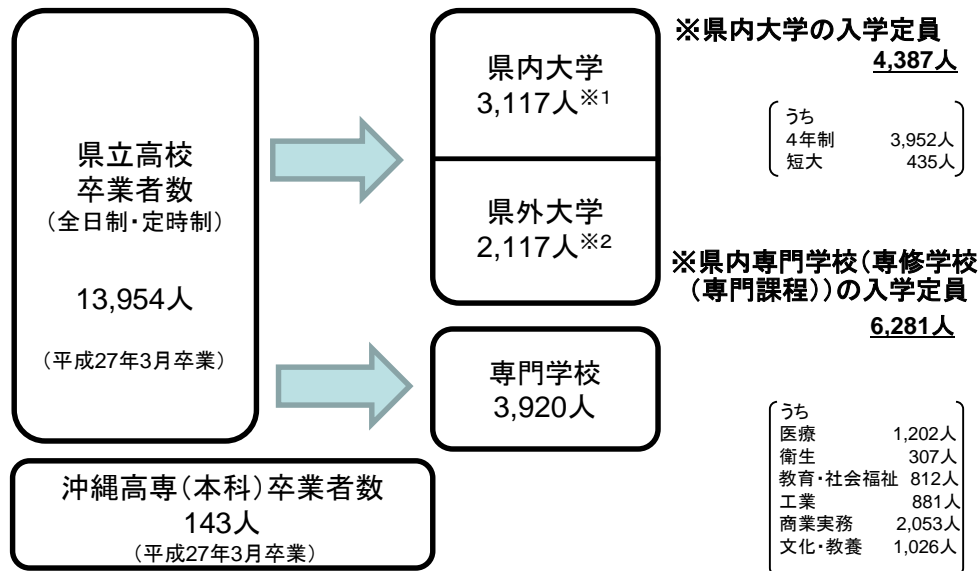 県立高校
卒業者数
（全日制・定時制）
13,954人
（平成27年3月卒業）
沖縄高専（本科）卒業者数
143人
（平成27年3月卒業）
県内大学
3,117人※1
県外大学
2,117人※2
専門学校
3,920人
※県内大学の入学定員
4,387人
うち
４年制 3,952人
短大 435人
※県内専門学校（専修学校
（専門課程））の入学定員
6,281人
うち
医療 1,202人
衛生 307人
教育・社会福祉 812人
工業 881人
商業実務 2,053人
文化・教養 1,026人